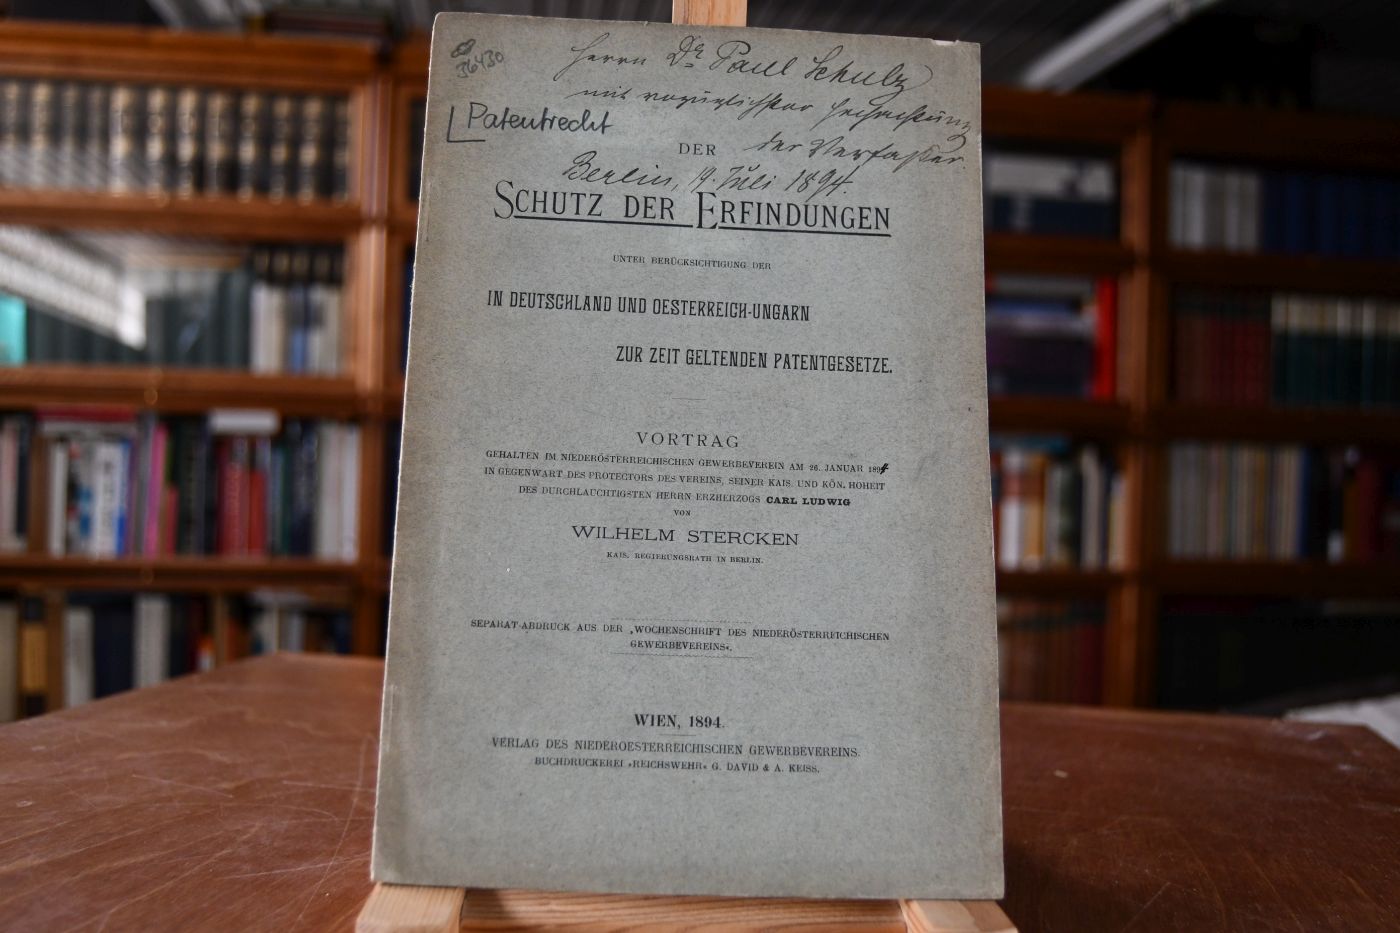 36430
Herrn Dr. Paul Schulz
mit vorzüglichster Hochachtung
Patentrecht
der Verfasser.
DER
Berlin, 9. Juli 1894.
SCHUTZ DER ERFINDUNGEN
UNTER BERÜCKSICHTIGUNG DER
IN DEUTSCHLAND UND OESTERREICH-UNGARN
ZUR ZEIT GELTENDEN PATENTGESETZE.
VORTRAG
GEHALTEN IM NIEDERÖSTERREICHISCHEN GEWERBEVEREIN AM 26. JANUAR 1894
IN GEGENWART DES PROTECTORS DES VEREINS, SEINER KAIS. UND KÖN. HOHEIT
DES DURCHLAUCHTIGSTEN HERRN ERZHERZOGS CARL LUDWIG
VON
WILHELM STERCKEN
KAIS. REGIERUNGSRATH IN BERLIN.
SEPARAT-ABDRUCK AUS DER „WOCHENSCHRIFT DES NIEDERÖSTERREICHISCHEN
GEWERBEVEREINS«.
WIEN, 1894.
VERLAG DES NIEDEROESTERREICHISCHEN GEWERBEVEREINS.
BUCHDRUCKEREI »REICHSWEHR« G. DAVID & A. KEISS.